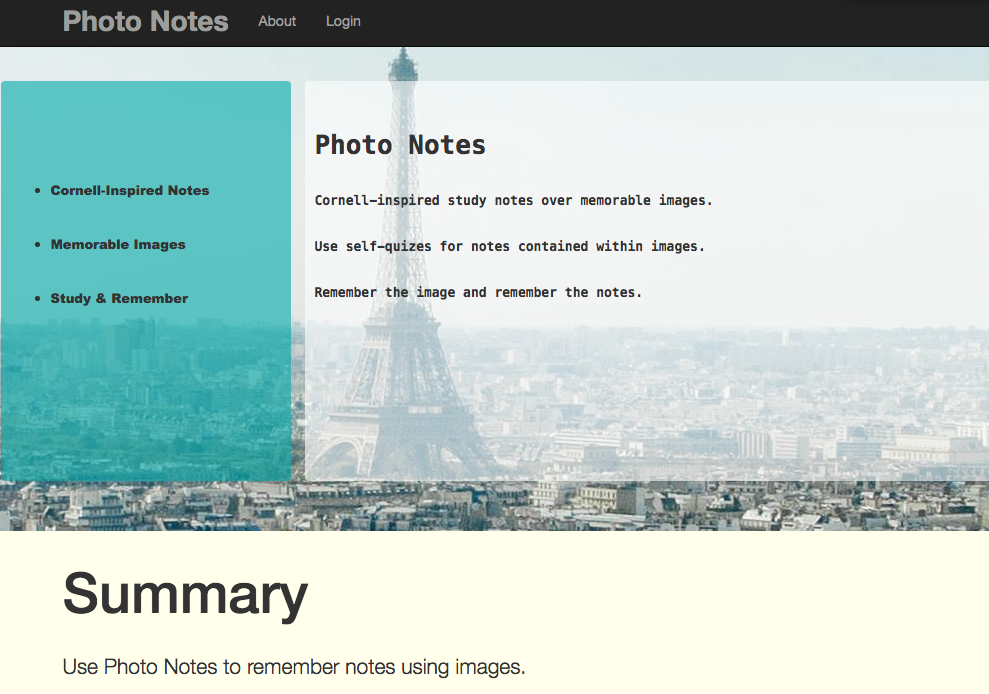 Photo Notes About Login
Cornell-Inspired Notes
Memorable Images
Study & Remember
Photo Notes
Cornell-inspired study notes over memorable images.
Use self-quizes for notes contained within images.
Remember the image and remember the notes.
Summary
Use Photo Notes to remember notes using images.